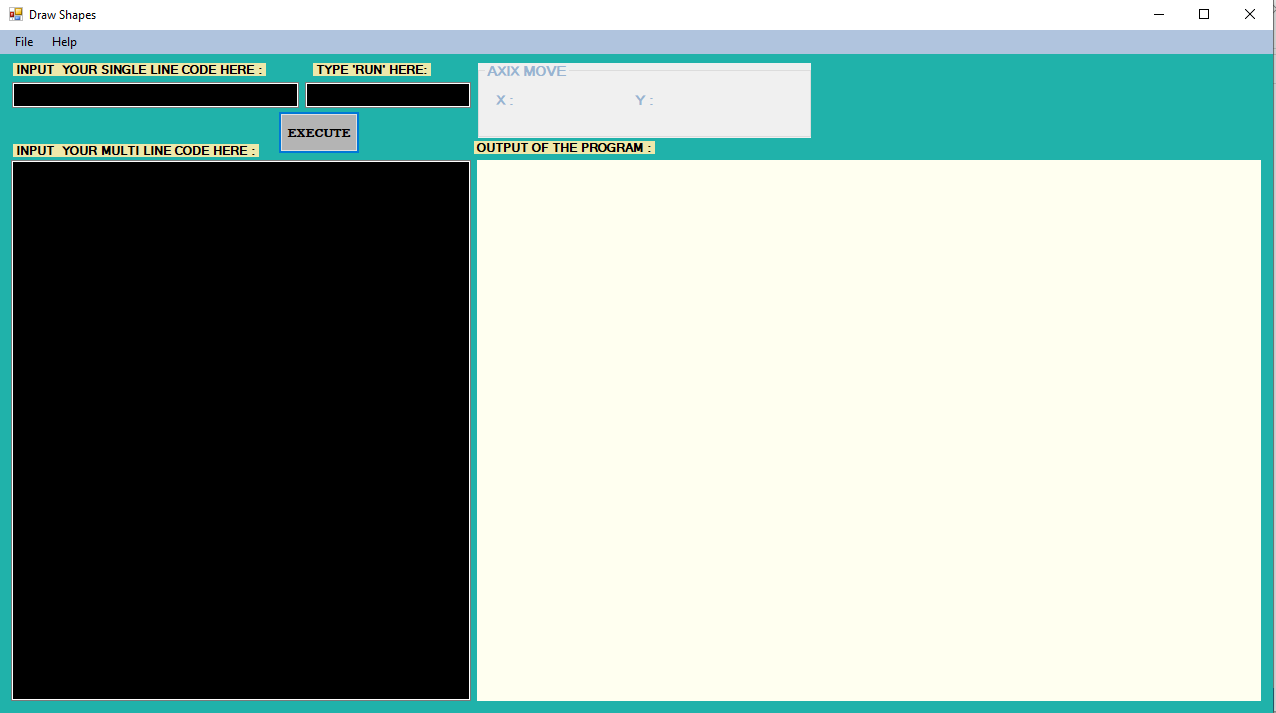 Draw Shapes
File Help
INPUT YOUR SINGLE LINE CODE HERE :
TYPE 'RUN' HERE:
AXIX MOVE
X :
Y :
EXECUTE
INPUT YOUR MULTI LINE CODE HERE :
OUTPUT OF THE PROGRAM :